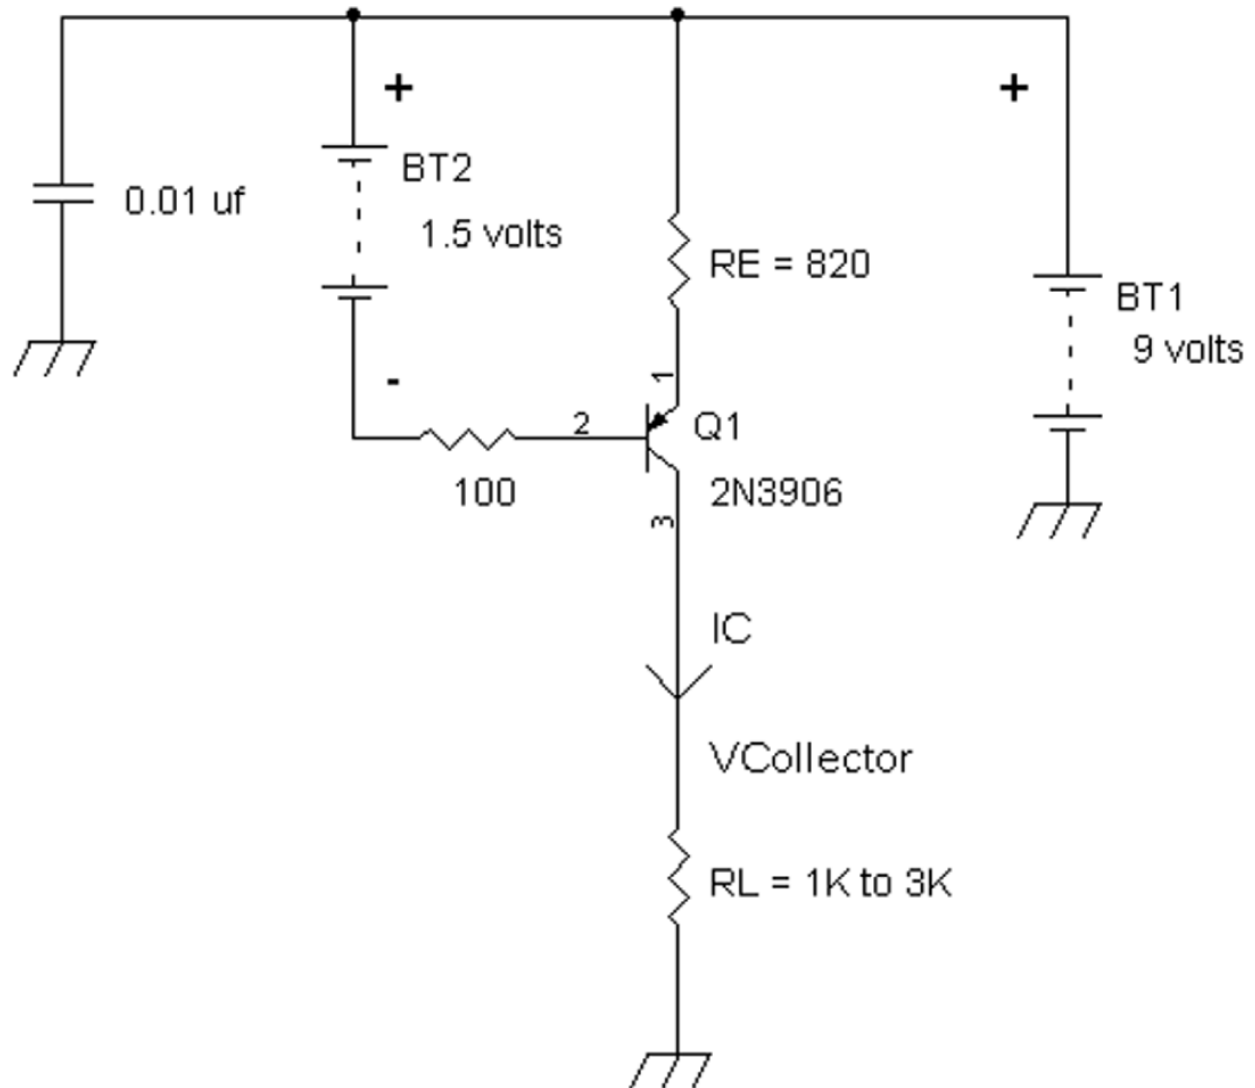 +
+
BT2
0.01 uf
1.5 volts
RE = 820
BT1
9 volts
-
1
2
Q1
100
2N3906
3
IC
VCollector
RL = 1K to 3K